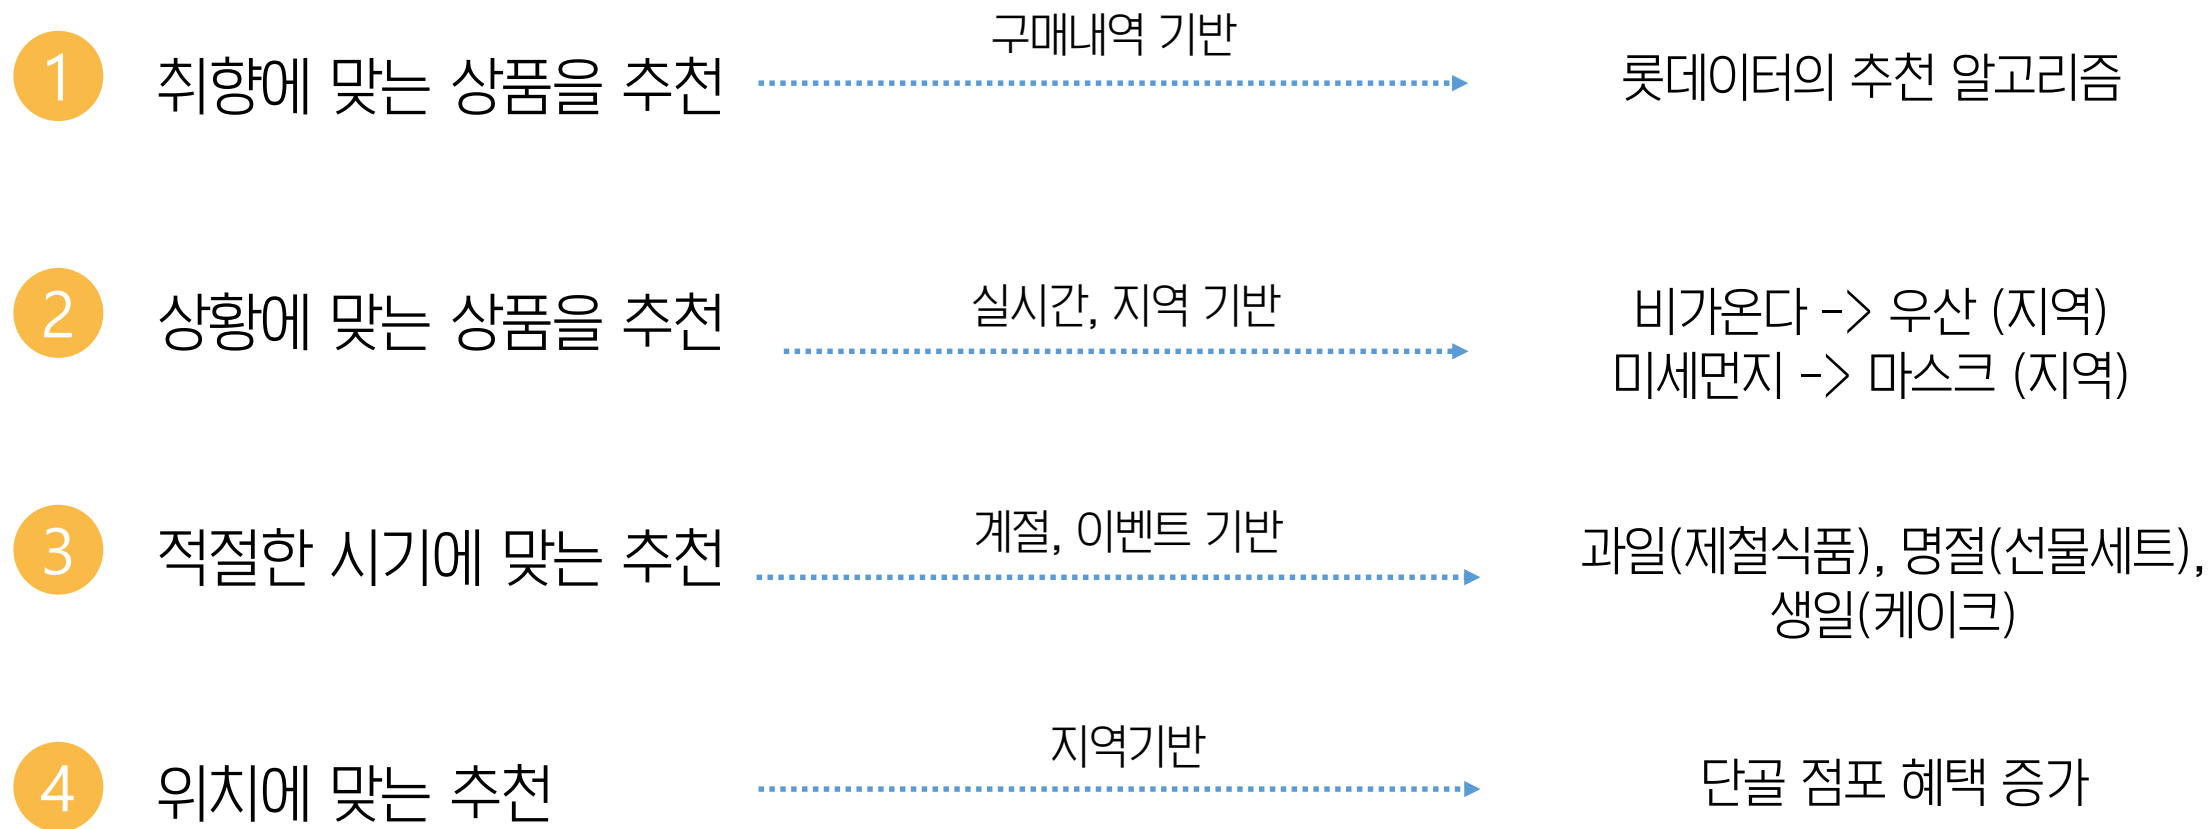 1 취향에 맞는 상품을 추천
구매내역 기반
롯데이터의 추천 알고리즘
2 상황에 맞는 상품을 추천
실시간, 지역 기반
비가온다 -> 우산 (지역)
미세먼지 -> 마스크 (지역)
3 적절한 시기에 맞는 추천
계절, 이벤트 기반
과일(제철식품), 명절(선물세트),
생일(케이크)
4 위치에 맞는 추천
지역기반
단골 점포 혜택 증가